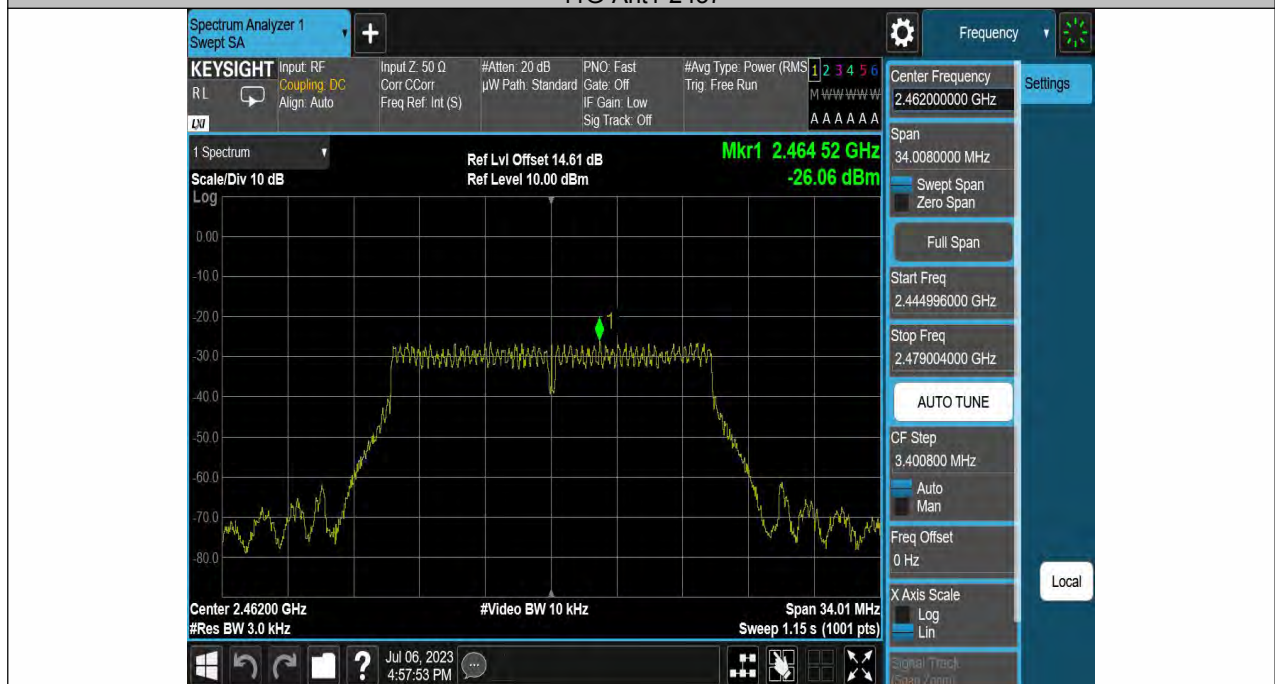 Spectrum Analyzer 1
Swept SA
+
Frequency
KEYSIGHT
RL
LXI
Input: RF
Coupling: DC
Align: Auto
Input Z: 50 Ω
Corr CCorr
Freq Ref: Int (S)
#Atten: 20 dB
µW Path: Standard
PNO: Fast
Gate: Off
IF Gain: Low
Sig Track: Off
#Avg Type: Power (RMS
Trig: Free Run
1 2 3 4 5 6
M W W W W W
A A A A A A
1 Spectrum
Scale/Div 10 dB
Log
Ref Lvl Offset 14.61 dB
Ref Level 10.00 dBm
Mkr1 2.464 52 GHz
-26.06 dBm
0.00
-10.0
-20.0
-30.0
-40.0
-50.0
-60.0
-70.0
-80.0
1
Center 2.46200 GHz
#Res BW 3.0 kHz
#Video BW 10 kHz
Span 34.01 MHz
Sweep 1.15 s (1001 pts)
Center Frequency
2.462000000 GHz
Span
34.0080000 MHz
Swept Span
Zero Span
Full Span
Start Freq
2.444996000 GHz
Stop Freq
2.479004000 GHz
AUTO TUNE
CF Step
3.400800 MHz
Auto
Man
Freq Offset
0 Hz
X Axis Scale
Log
Lin
Signal Track
(Span Zoom)
Settings
Local
?
Jul 06, 2023
4:57:53 PM